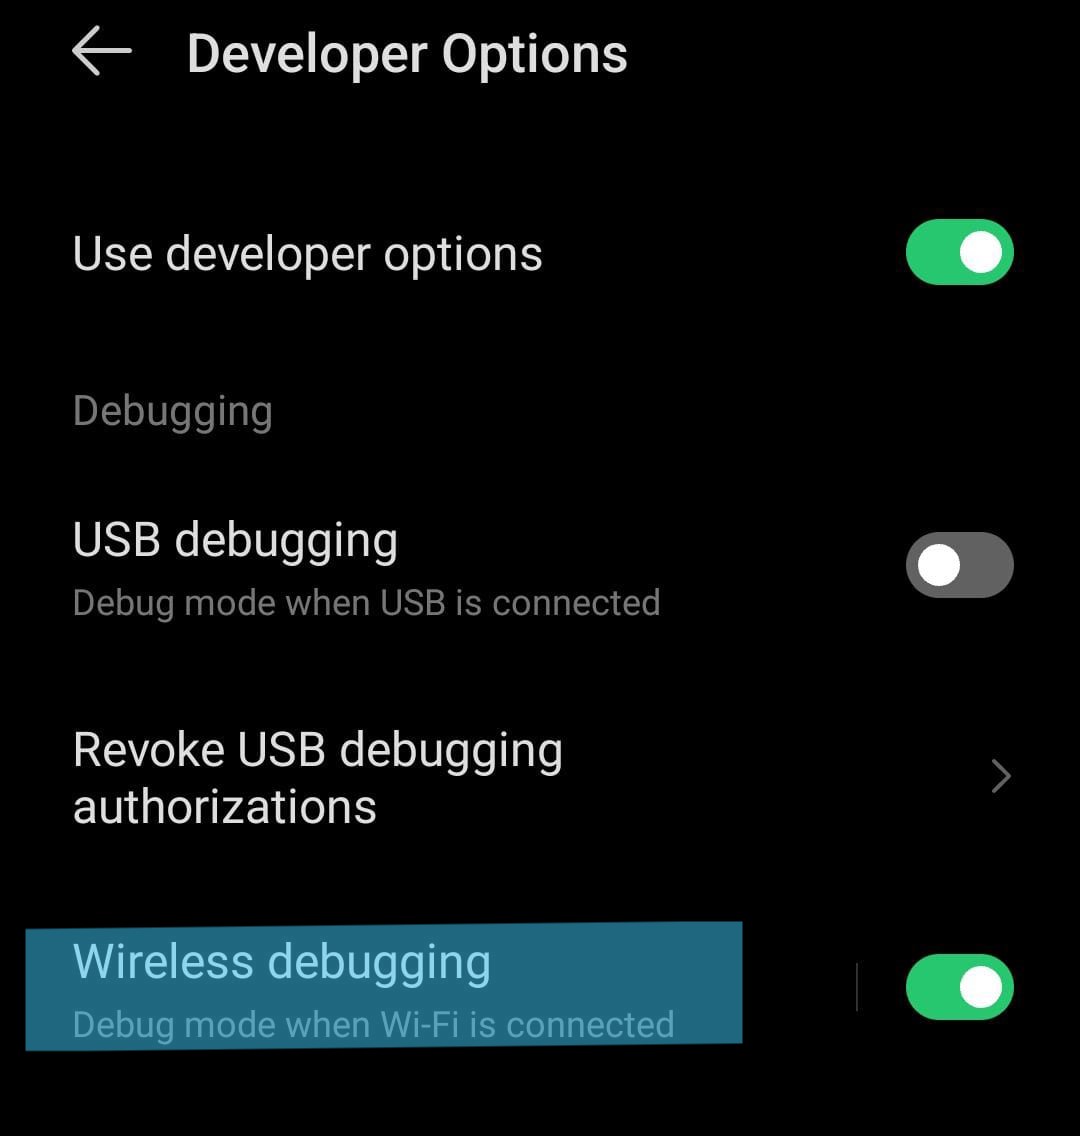 Developer Options
Use developer options
Debugging
USB debugging
Debug mode when USB is connected
Revoke USB debugging
authorizations
Wireless debugging
Debug mode when Wi-Fi is connected